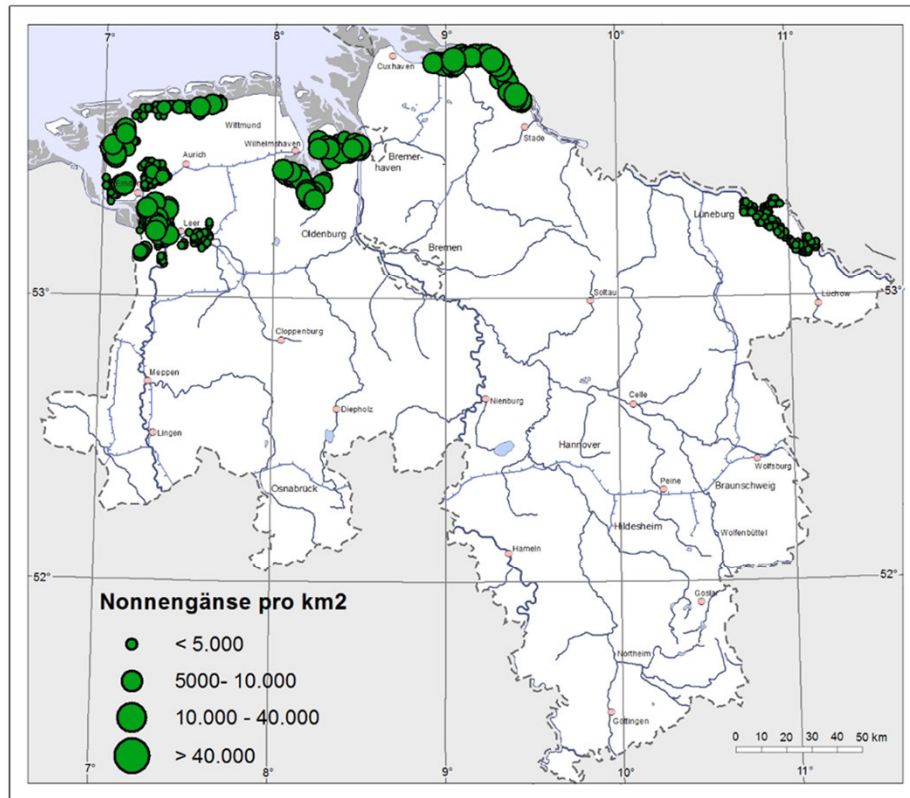 7° 8° 9° 10° 11°
Cuxhaven
Wittmund
Wilhelmshaven
Stade
Aurich
Bremer-
haven
Leer
Lüneburg
Oldenburg
Bremen
53° 53°
Soltau
Lüchow
Cloppenburg
Meppen
Celle
Nienburg
Diepholz
Lingen
Hannover
Wolfsburg
Osnabrück
Peine
Braunschweig
Hildesheim
Wolfenbüttel
Hameln
52° 52°
Goslar
Nonnengänse pro km2
< 5.000
5000- 10.000
10.000 - 40.000
> 40.000
Northeim
Göttingen
0 10 20 30 40 50 km
7° 8° 9° 10° 11°